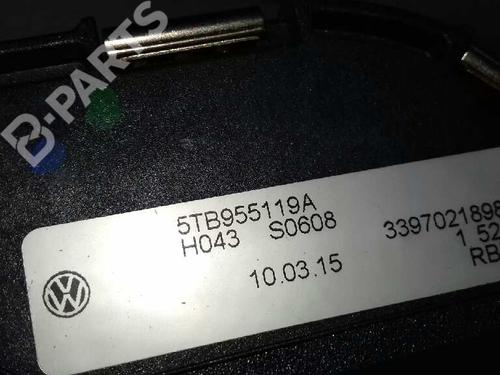 B-PARTS
5TB955119A
H043 S0608 3397021898
1 52
10.03.15 RB